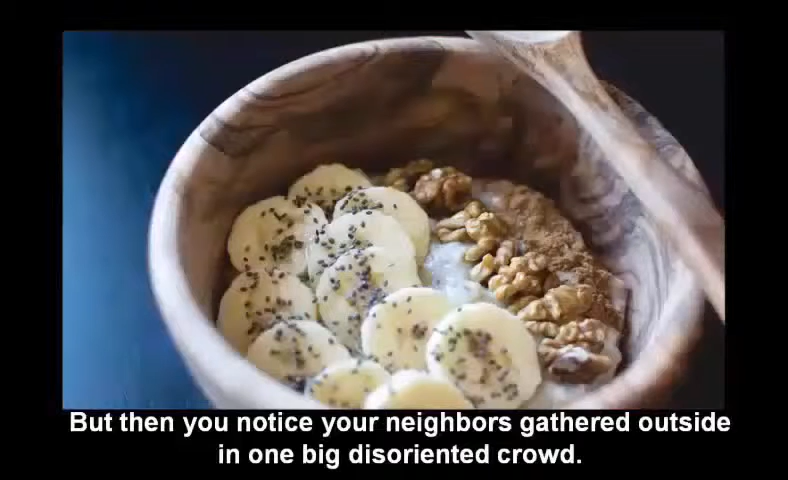 But then you notice your neighbors gathered outside
in one big disoriented crowd.